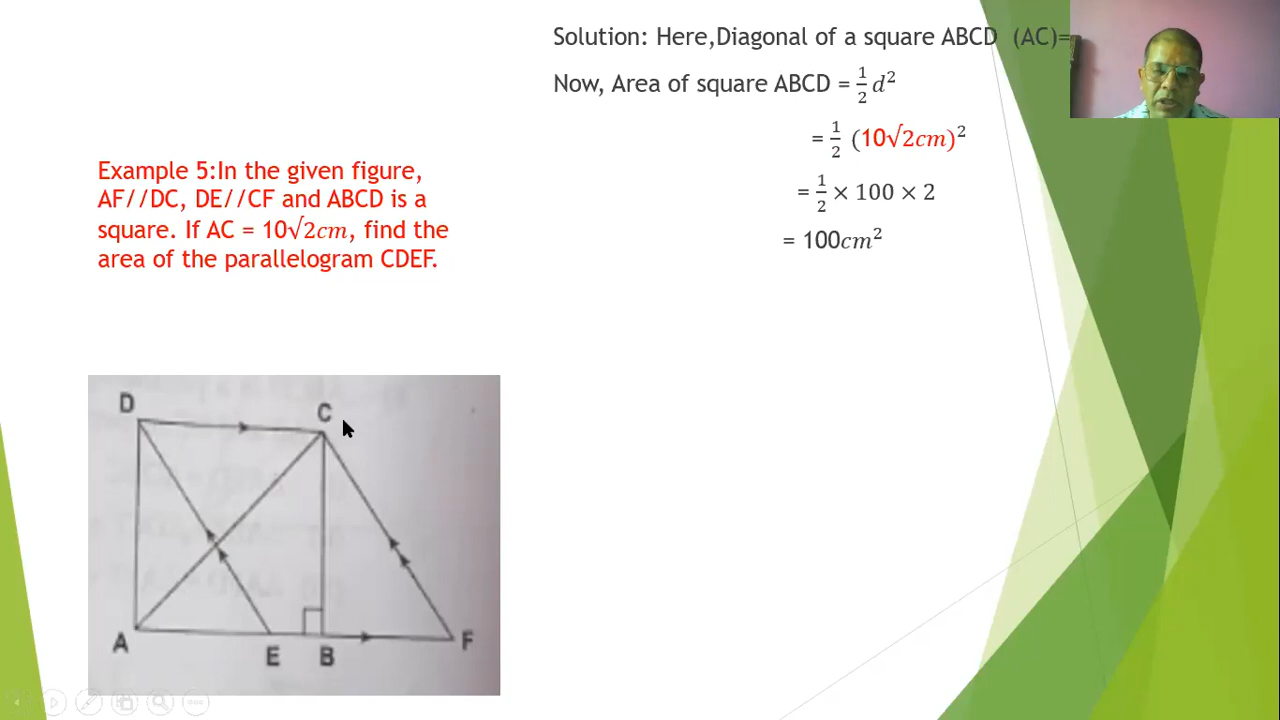 Solution: Here,Diagonal of a square ABCD (AC)=
Now, Area of square ABCD = 1/2 d²
= 1/2 (10√2cm)²
= 1/2 × 100 × 2
= 100cm²
Example 5:In the given figure,
AF//DC, DE//CF and ABCD is a
square. If AC = 10√2cm, find the
area of the parallelogram CDEF.
D
C
A
E
B
F